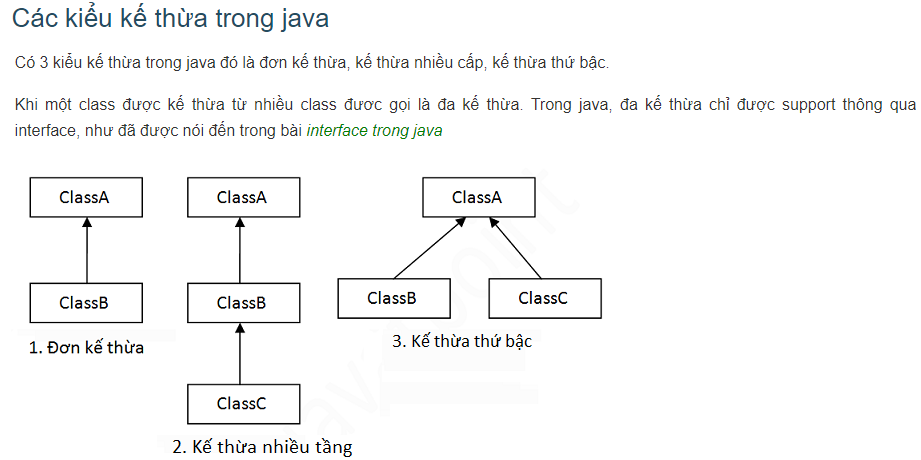 Các kiểu kế thừa trong java
Có 3 kiểu kế thừa trong java đó là đơn kế thừa, kế thừa nhiều cấp, kế thừa thứ bậc.
Khi một class được kế thừa từ nhiều class đươc gọi là đa kế thừa. Trong java, đa kế thừa chỉ được support thông qua
interface, như đã được nói đến trong bài interface trong java
ClassA
ClassB
1. Đơn kế thừa
ClassA
ClassB
ClassC
2. Kế thừa nhiều tầng
ClassA
ClassB
ClassC
3. Kế thừa thứ bậc